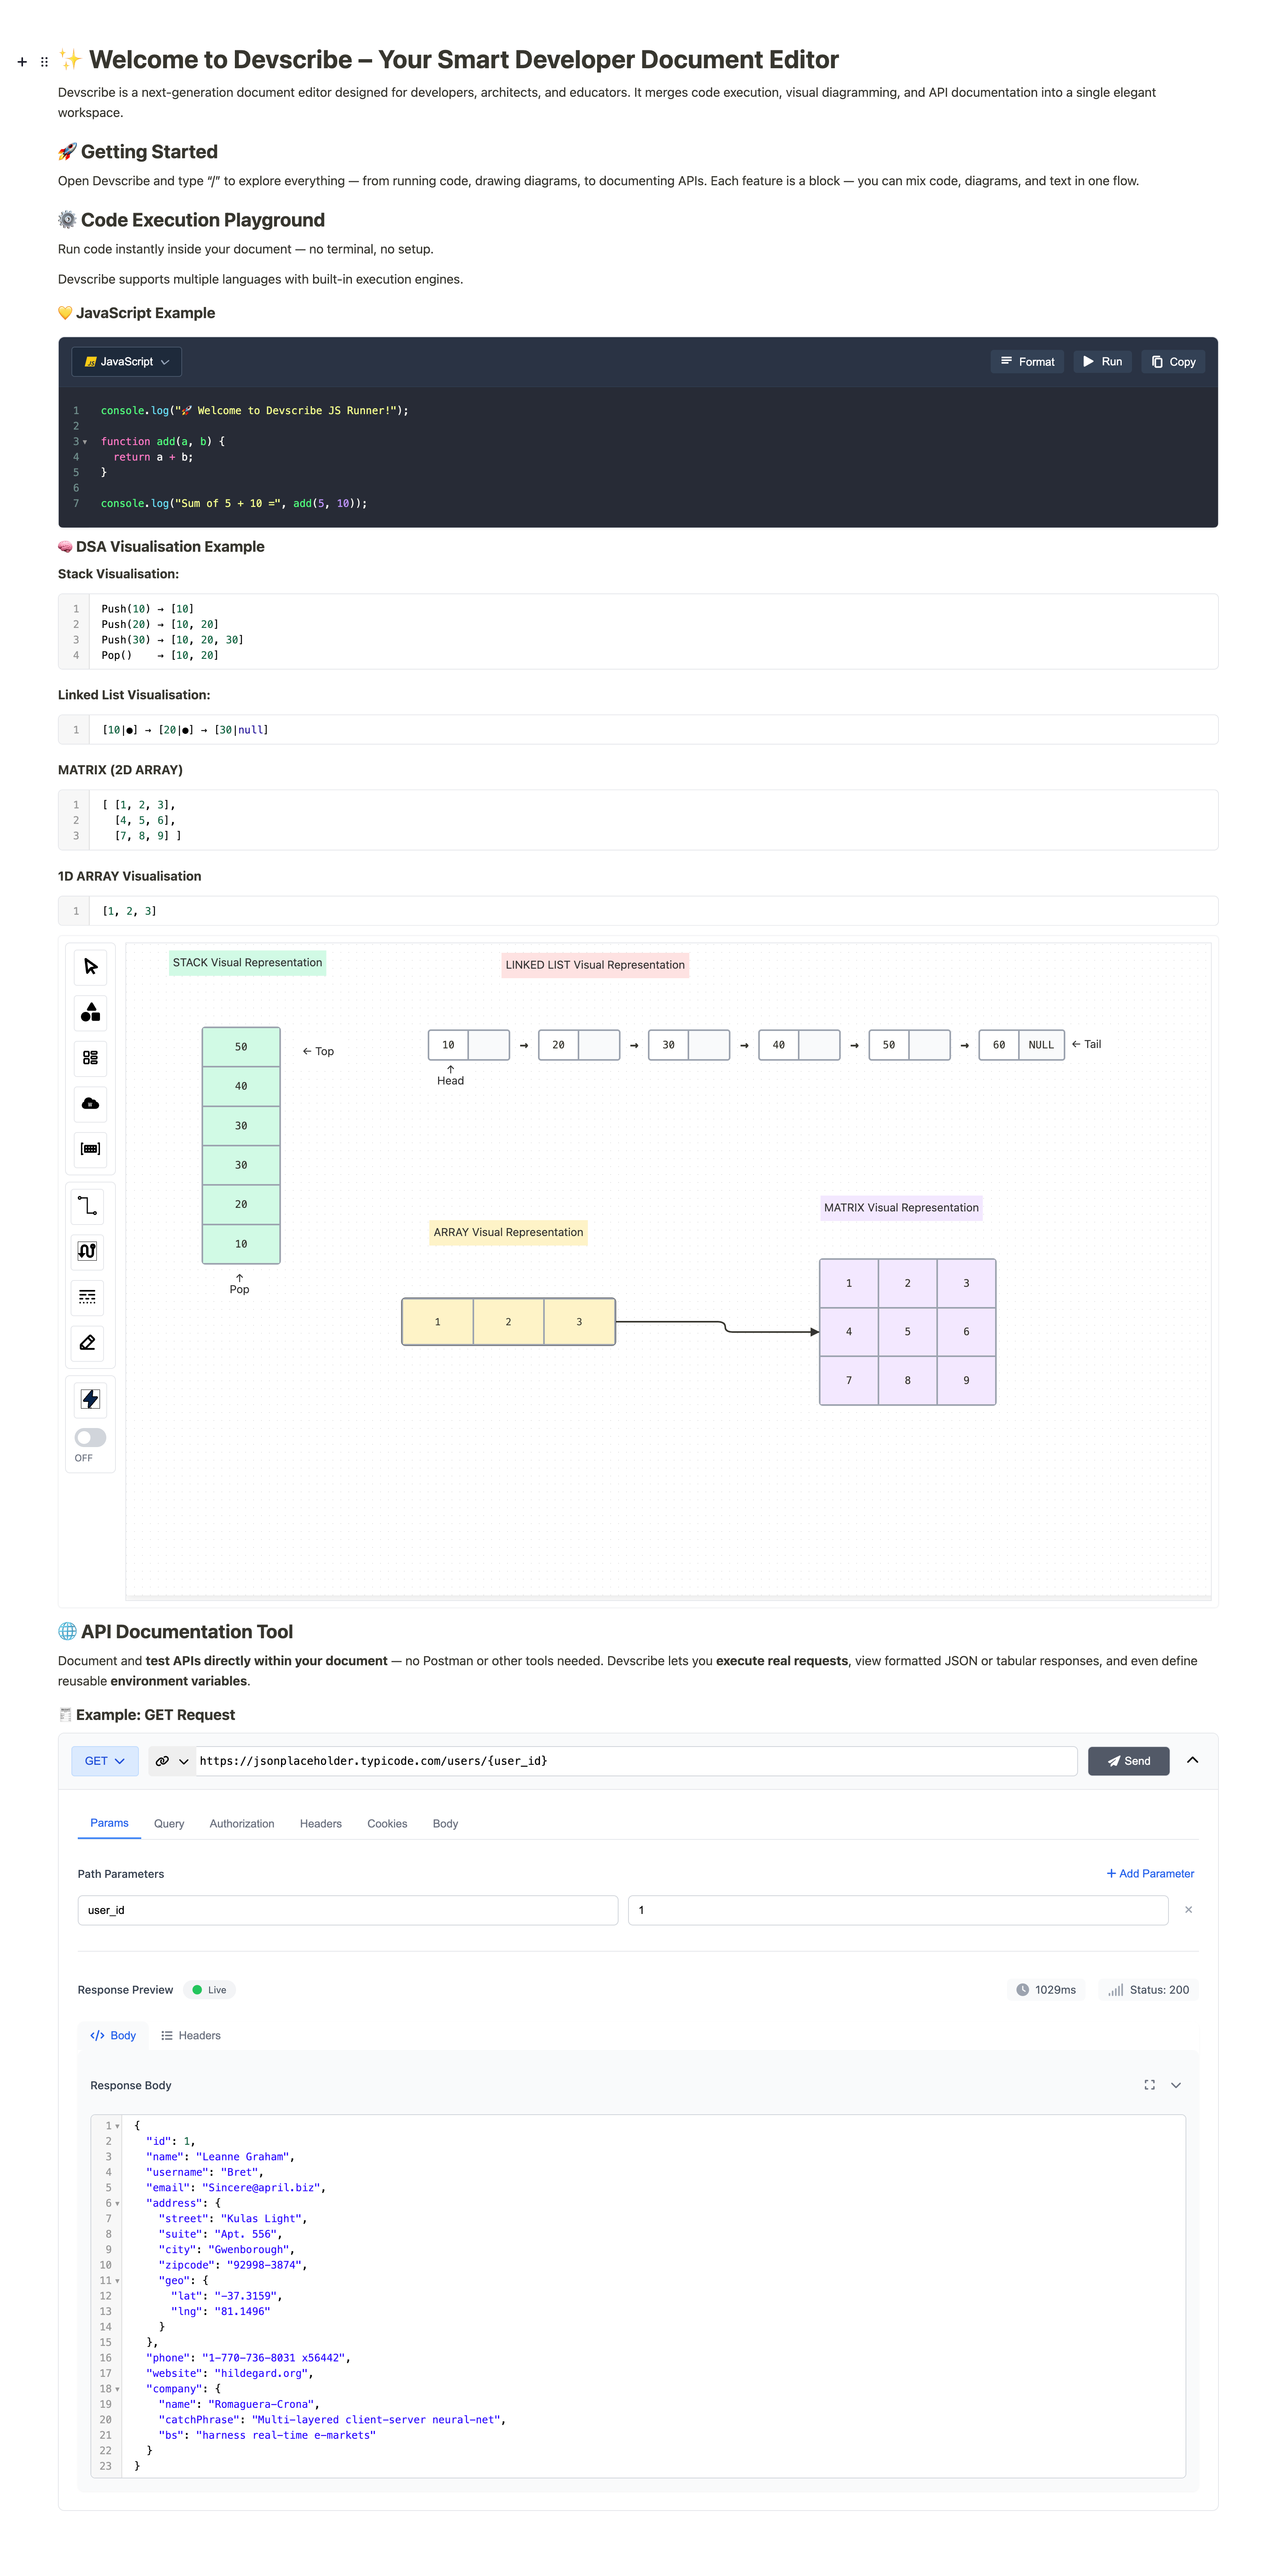 ✨ Welcome to Devscribe – Your Smart Developer Document Editor
Devscribe is a next-generation document editor designed for developers, architects, and educators. It merges code execution, visual diagramming, and API documentation into a single elegant
workspace.
🚀 Getting Started
Open Devscribe and type “/” to explore everything — from running code, drawing diagrams, to documenting APIs. Each feature is a block — you can mix code, diagrams, and text in one flow.
⚙️ Code Execution Playground
Run code instantly inside your document — no terminal, no setup.
Devscribe supports multiple languages with built-in execution engines.
💛 JavaScript Example
JS JavaScript Format Run Copy
1 console.log("🚀 Welcome to Devscribe JS Runner!");
2
3 function add(a, b) {
4 return a + b;
5 }
6
7 console.log("Sum of 5 + 10 =", add(5, 10));
🧠 DSA Visualisation Example
Stack Visualisation:
1 Push(10) → [10]
2 Push(20) → [10, 20]
3 Push(30) → [10, 20, 30]
4 Pop() → [10, 20]
Linked List Visualisation:
1 [10|●] → [20|●] → [30|null]
MATRIX (2D ARRAY)
1 [ [1, 2, 3],
2 [4, 5, 6],
3 [7, 8, 9] ]
1D ARRAY Visualisation
1 [1, 2, 3]
STACK Visual Representation
LINKED LIST Visual Representation
50
← Top
40
30
30
20
10
↑
Pop
10 → 20 → 30 → 40 → 50 → 60 NULL ← Tail
↑
Head
ARRAY Visual Representation
1 2 3
MATRIX Visual Representation
1 2 3
4 5 6
7 8 9
OFF
🌐 API Documentation Tool
Document and test APIs directly within your document — no Postman or other tools needed. Devscribe lets you execute real requests, view formatted JSON or tabular responses, and even define
reusable environment variables.
🧾 Example: GET Request
GET https://jsonplaceholder.typicode.com/users/{user_id} Send
Params Query Authorization Headers Cookies Body
Path Parameters + Add Parameter
user_id 1 ×
Response Preview Live 1029ms Status: 200
</> Body Headers
Response Body
1 {
2 "id": 1,
3 "name": "Leanne Graham",
4 "username": "Bret",
5 "email": "Sincere@april.biz",
6 "address": {
7 "street": "Kulas Light",
8 "suite": "Apt. 556",
9 "city": "Gwenborough",
10 "zipcode": "92998-3874",
11 "geo": {
12 "lat": "-37.3159",
13 "lng": "81.1496"
14 }
15 },
16 "phone": "1-770-736-8031 x56442",
17 "website": "hildegard.org",
18 "company": {
19 "name": "Romaguera-Crona",
20 "catchPhrase": "Multi-layered client-server neural-net",
21 "bs": "harness real-time e-markets"
22 }
23 }